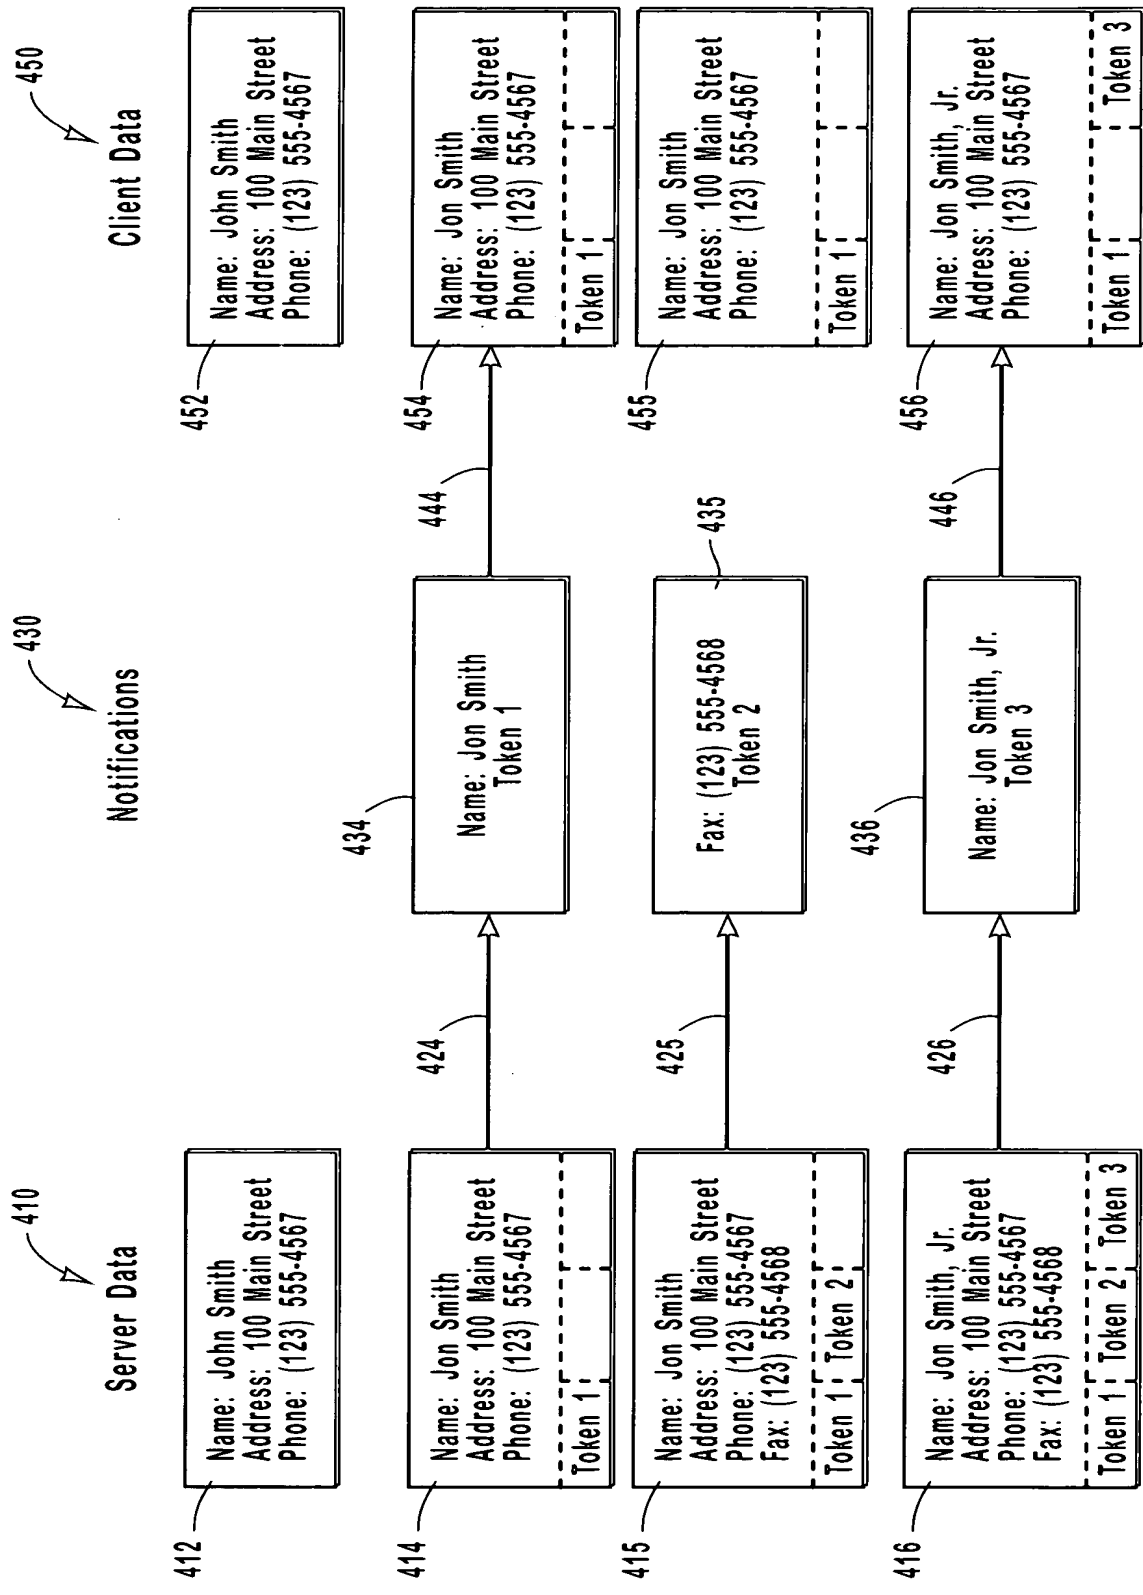 410
Server Data
430
Notifications
450
Client Data
412
Name: John Smith
Address: 100 Main Street
Phone: (123) 555-4567
452
Name: John Smith
Address: 100 Main Street
Phone: (123) 555-4567
414
Name: Jon Smith
Address: 100 Main Street
Phone: (123) 555-4567
Token 1
424
434
Name: Jon Smith
Token 1
444
454
Name: Jon Smith
Address: 100 Main Street
Phone: (123) 555-4567
Token 1
415
Name: Jon Smith
Address: 100 Main Street
Phone: (123) 555-4567
Fax: (123) 555-4568
Token 1 Token 2
425
435
Fax: (123) 555-4568
Token 2
455
Name: Jon Smith
Address: 100 Main Street
Phone: (123) 555-4567
Token 1
416
Name: Jon Smith, Jr.
Address: 100 Main Street
Phone: (123) 555-4567
Fax: (123) 555-4568
Token 1 Token 2 Token 3
426
436
Name: Jon Smith, Jr.
Token 3
446
456
Name: Jon Smith, Jr.
Address: 100 Main Street
Phone: (123) 555-4567
Token 1 Token 3